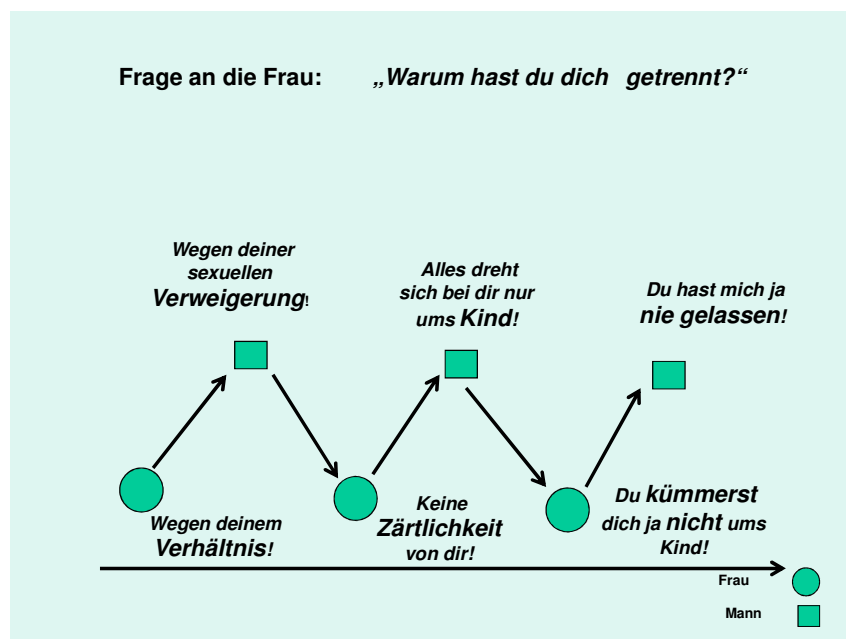 Frage an die Frau: „Warum hast du dich getrennt?“
Wegen deiner
sexuellen
Verweigerung!
Alles dreht
sich bei dir nur
ums Kind!
Du hast mich ja
nie gelassen!
Wegen deinem
Verhältnis!
Keine
Zärtlichkeit
von dir!
Du kümmerst
dich ja nicht ums
Kind!
Frau
Mann